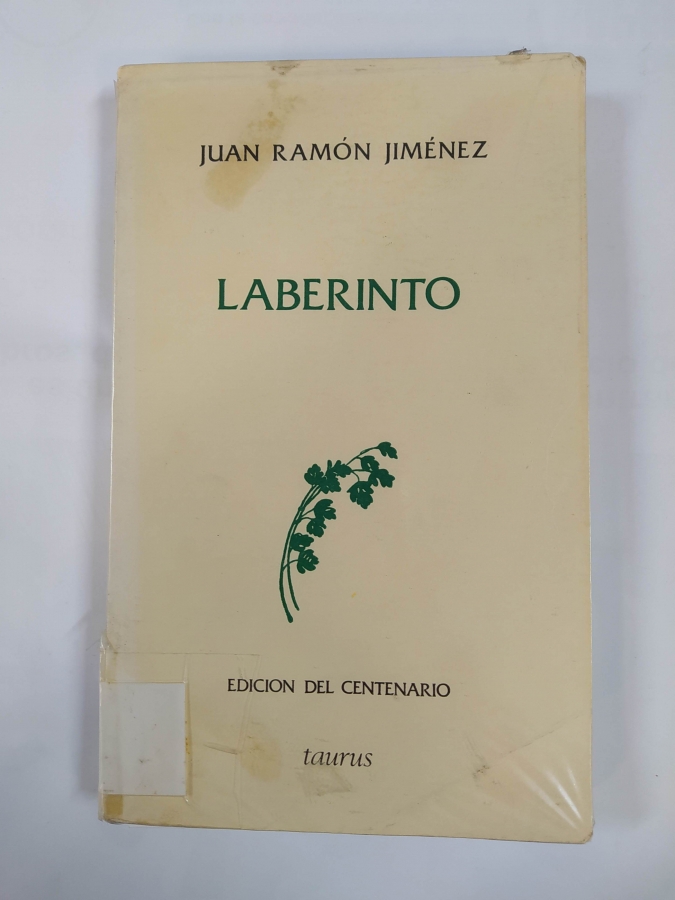 JUAN RAMÓN JIMÉNEZ
LABERINTO
EDICION DEL CENTENARIO
taurus